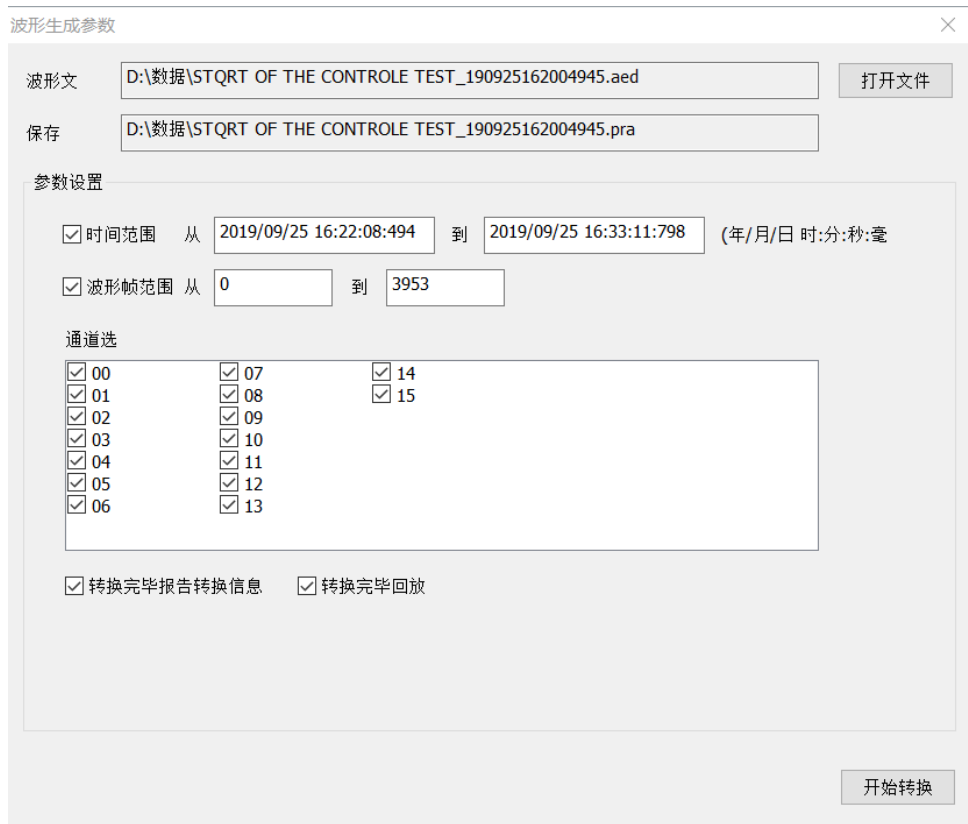 波形生成参数
波形文 D:\数据\STQRT OF THE CONTROLE TEST_190925162004945.aed 打开文件
保存 D:\数据\STQRT OF THE CONTROLE TEST_190925162004945.pra
参数设置
时间范围 从 2019/09/25 16:22:08:494 到 2019/09/25 16:33:11:798 (年/月/日 时:分:秒:毫
波形帧范围 从 0 到 3953
通道选
00 07 14
01 08 15
02 09
03 10
04 11
05 12
06 13
转换完毕报告转换信息 转换完毕回放
开始转换